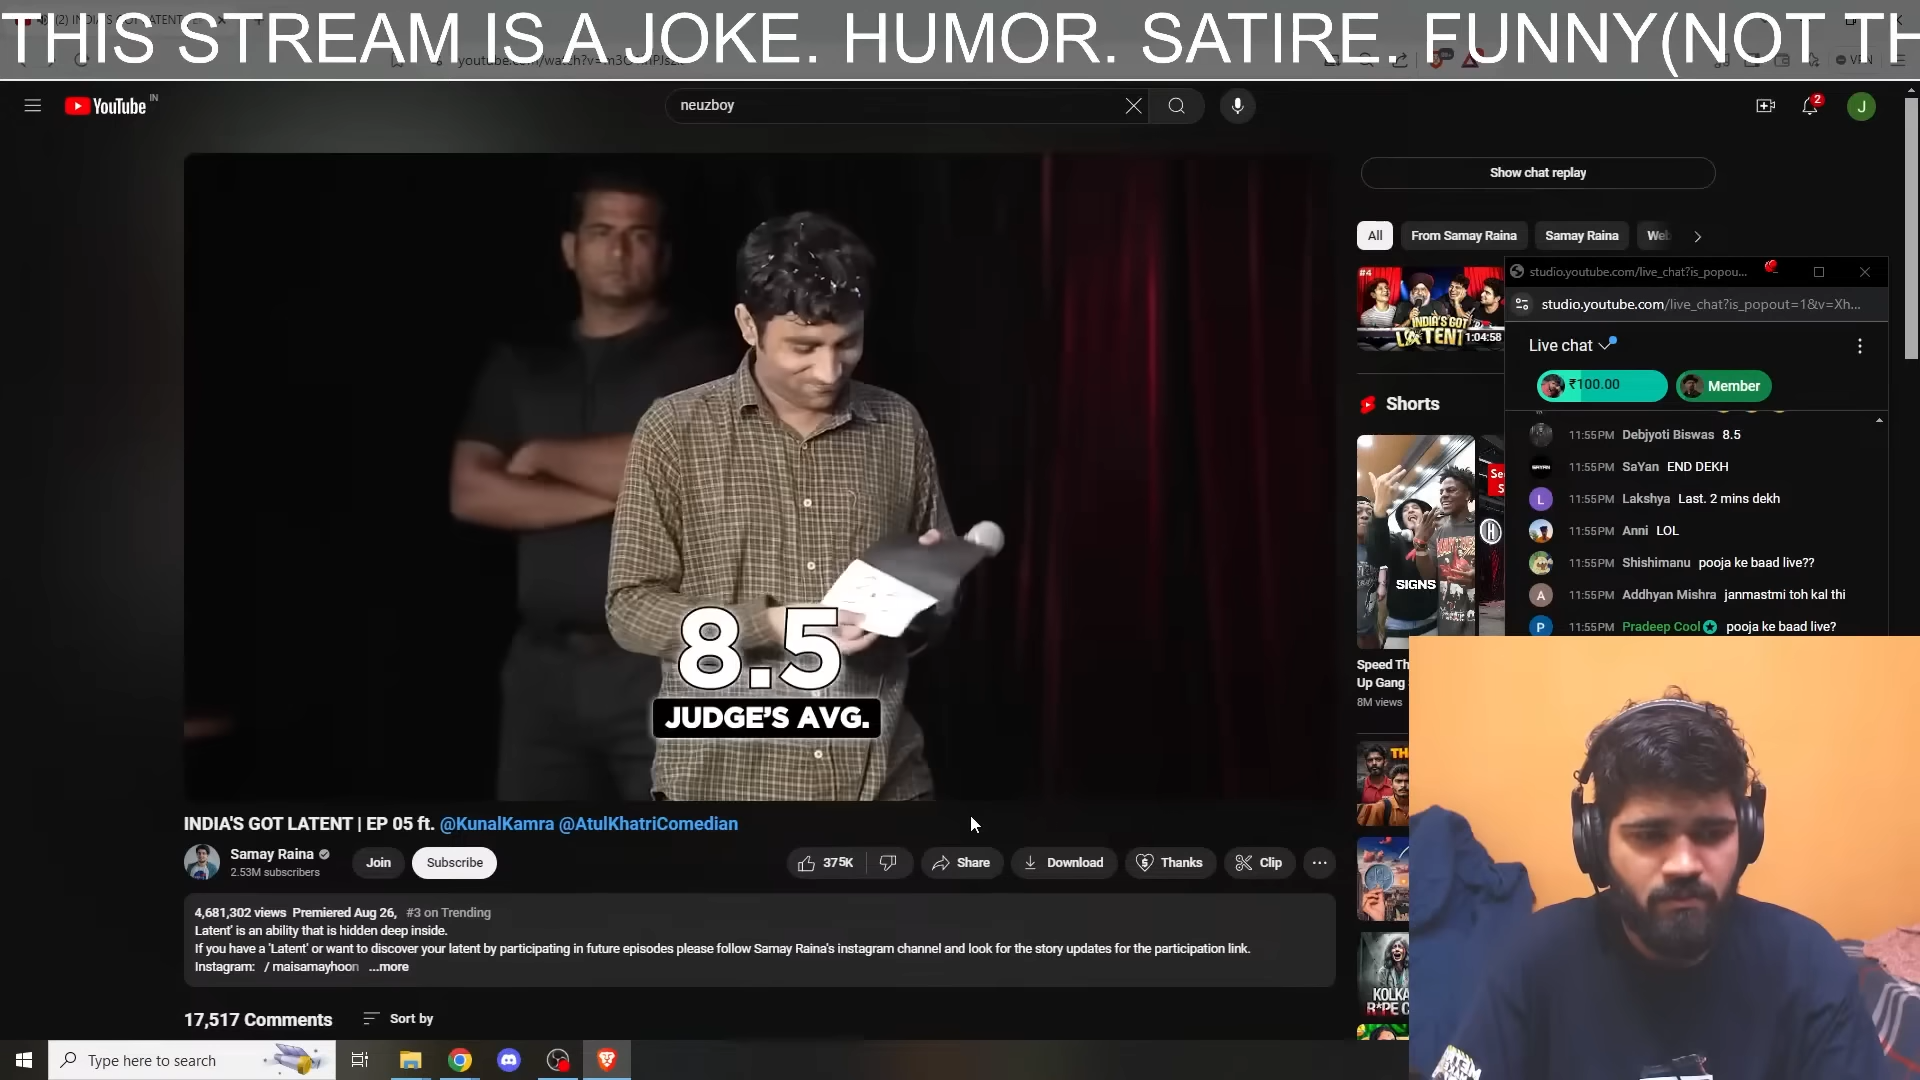 THIS STREAM IS A JOKE. HUMOR. SATIRE. FUNNY(NOT TH
YouTube IN
neuzboy
2
J
Show chat replay
All
From Samay Raina
Samay Raina
studio.youtube.com/live_chat?is_popou...
studio.youtube.com/live_chat?is_popout=1&v=Xh...
#4
INDIA'S GOT
LATENT
1:04:58
Live chat
₹100.00
Member
Shorts
11:55PM Debjyoti Biswas 8.5
11:55PM SaYan END DEKH
L 11:55PM Lakshya Last. 2 mins dekh
11:55PM Anni LOL
11:55PM Shishimanu pooja ke baad live??
A 11:55PM Addhyan Mishra janmastmi toh kal thi
P 11:55PM Pradeep Cool pooja ke baad live?
SIGNS
8.5
JUDGE'S AVG.
Speed Th
Up Gang
8M views
INDIA'S GOT LATENT | EP 05 ft. @KunalKamra @AtulKhatriComedian
Samay Raina
2.53M subscribers
Join
Subscribe
375K
Share
Download
Thanks
Clip
4,681,302 views Premiered Aug 26, #3 on Trending
Latent' is an ability that is hidden deep inside.
If you have a 'Latent' or want to discover your latent by participating in future episodes please follow Samay Raina's instagram channel and look for the story updates for the participation link.
Instagram: / maisamayhoon ...more
17,517 Comments
Sort by
Type here to search